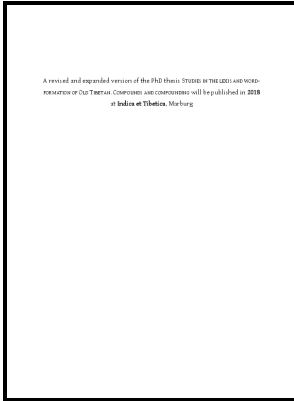 A revised and expanded version of the PhD thesis Studies in the lexis and word-
formation of Old Tibetan. Compounds and compounding will be published in 2018
at Indica et Tibetica, Marburg